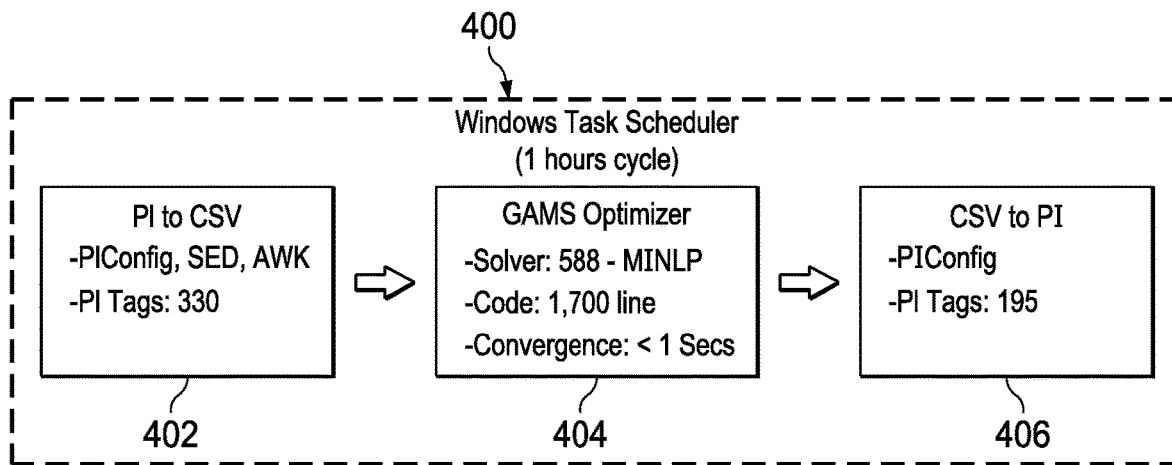 400
Windows Task Scheduler
(1 hours cycle)
PI to CSV
-PIConfig, SED, AWK
-PI Tags: 330
GAMS Optimizer
-Solver: 588 - MINLP
-Code: 1,700 line
-Convergence: < 1 Secs
CSV to PI
-PIConfig
-PI Tags: 195
402
404
406